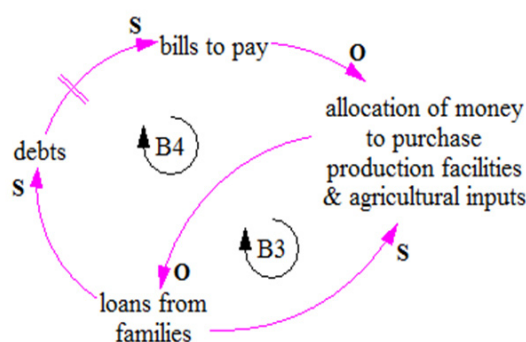 S
bills to pay
O
allocation of money
to purchase
production facilities
& agricultural inputs
B4
debts
S
B3
O
S
loans from
families